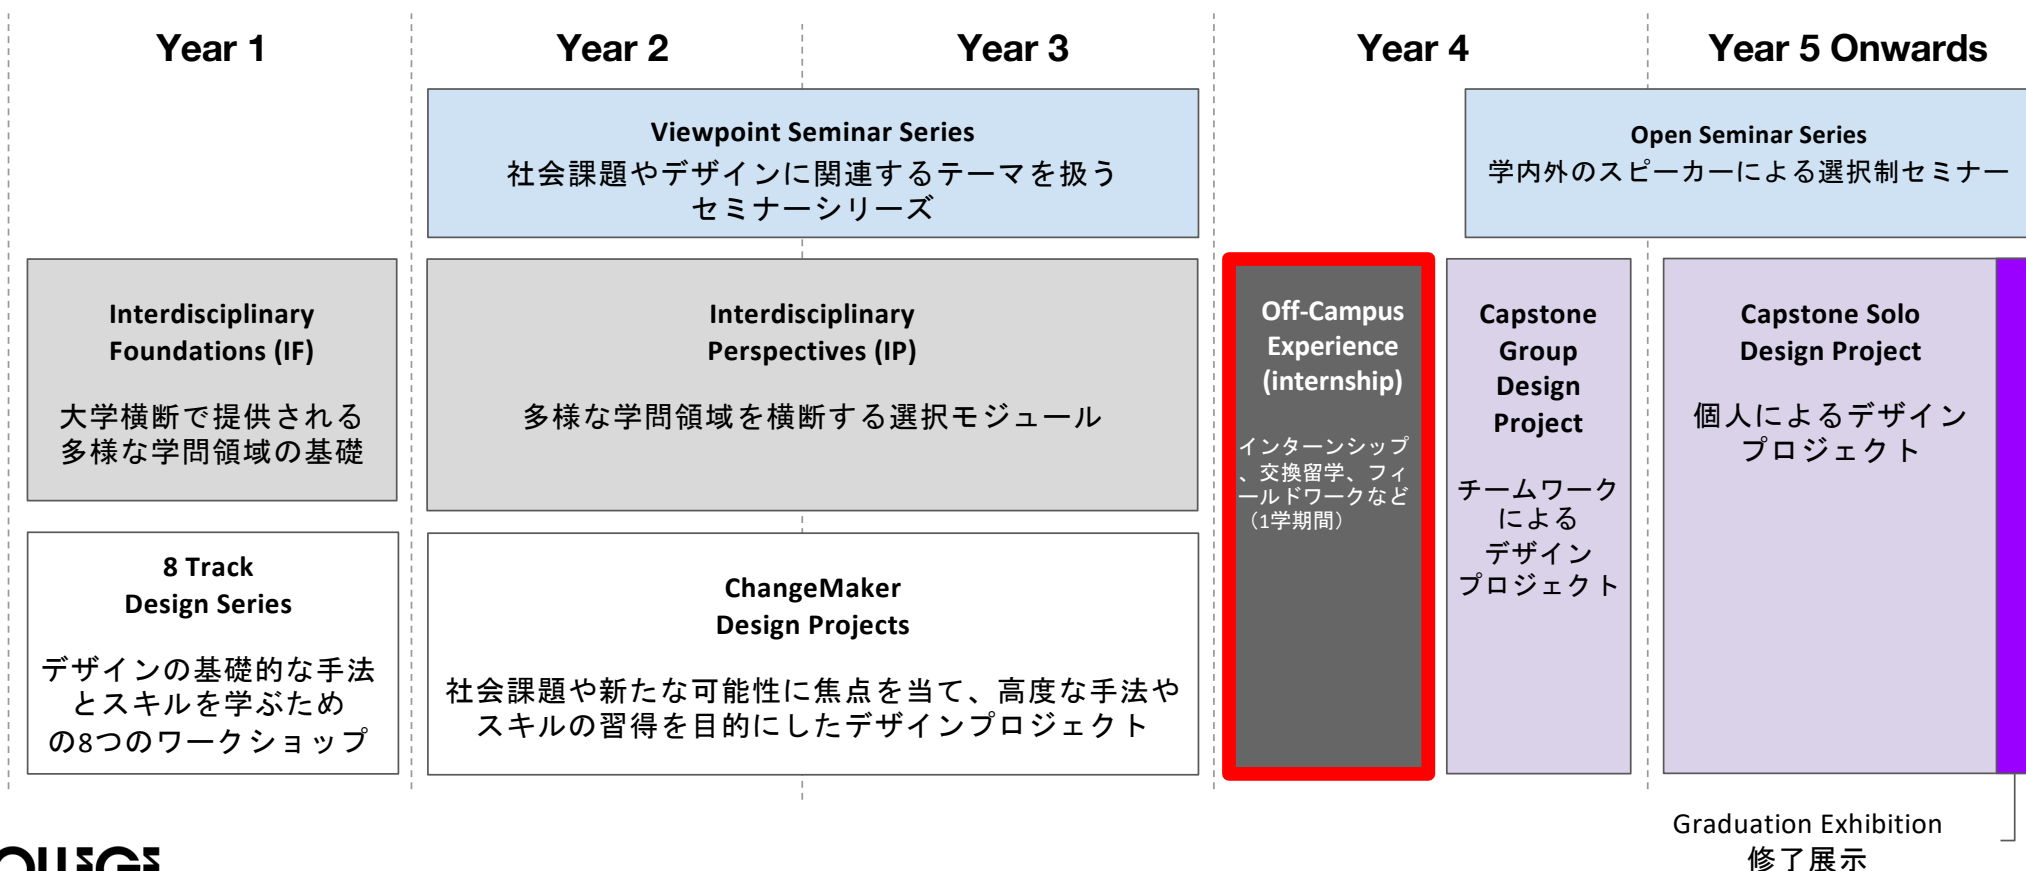 Year 1
Year 2
Year 3
Year 4
Year 5 Onwards
Viewpoint Seminar Series
社会課題やデザインに関連するテーマを扱う
セミナーシリーズ
Open Seminar Series
学内外のスピーカーによる選択制セミナー
Interdisciplinary
Foundations (IF)
大学横断で提供される
多様な学問領域の基礎
Interdisciplinary
Perspectives (IP)
多様な学問領域を横断する選択モジュール
Off-Campus
Experience
(internship)
インターンシップ
、交換留学、フィ
ールドワークなど
（1学期間）
Capstone
Group
Design
Project
チームワーク
による
デザイン
プロジェクト
Capstone Solo
Design Project
個人によるデザイン
プロジェクト
8 Track
Design Series
デザインの基礎的な手法
とスキルを学ぶため
の8つのワークショップ
ChangeMaker
Design Projects
社会課題や新たな可能性に焦点を当て、高度な手法や
スキルの習得を目的にしたデザインプロジェクト
Graduation Exhibition
修了展示